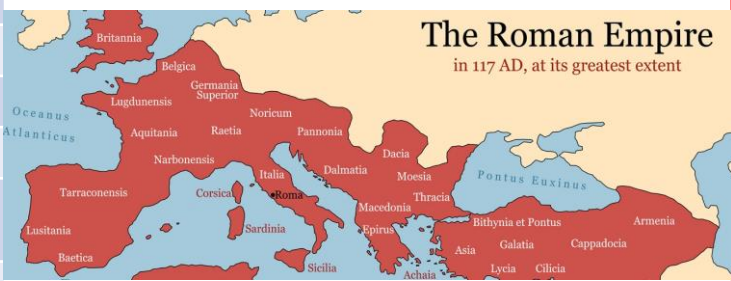 The Roman Empire
in 117 AD, at its greatest extent
Britannia
Belgica
Germania
Superior
Lugdunensis
Noricum
Oceanus
Atlanticus
Aquitania
Raetia
Pannonia
Narbonensis
Dacia
Italia
Dalmatia
Moesia
Pontus Euxinus
Tarraconensis
Corsica
Roma
Thracia
Macedonia
Lusitania
Sardinia
Epirus
Bithynia et Pontus
Armenia
Baetica
Sicilia
Achaia
Asia
Galatia
Cappadocia
Lycia
Cilicia